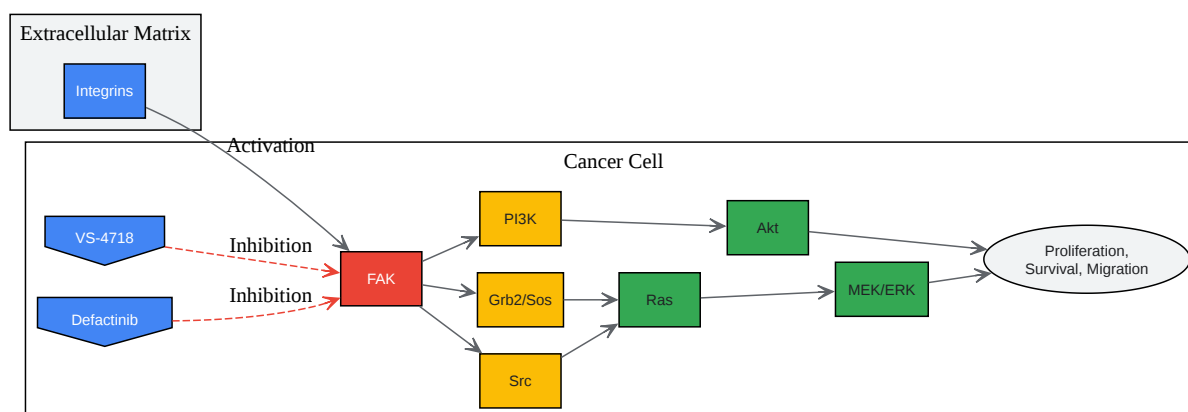 Extracellular Matrix
Integrins
Activation
Cancer Cell
VS-4718
Inhibition
Defactinib
Inhibition
FAK
PI3K
Grb2/Sos
Src
Akt
Ras
MEK/ERK
Proliferation,
Survival, Migration